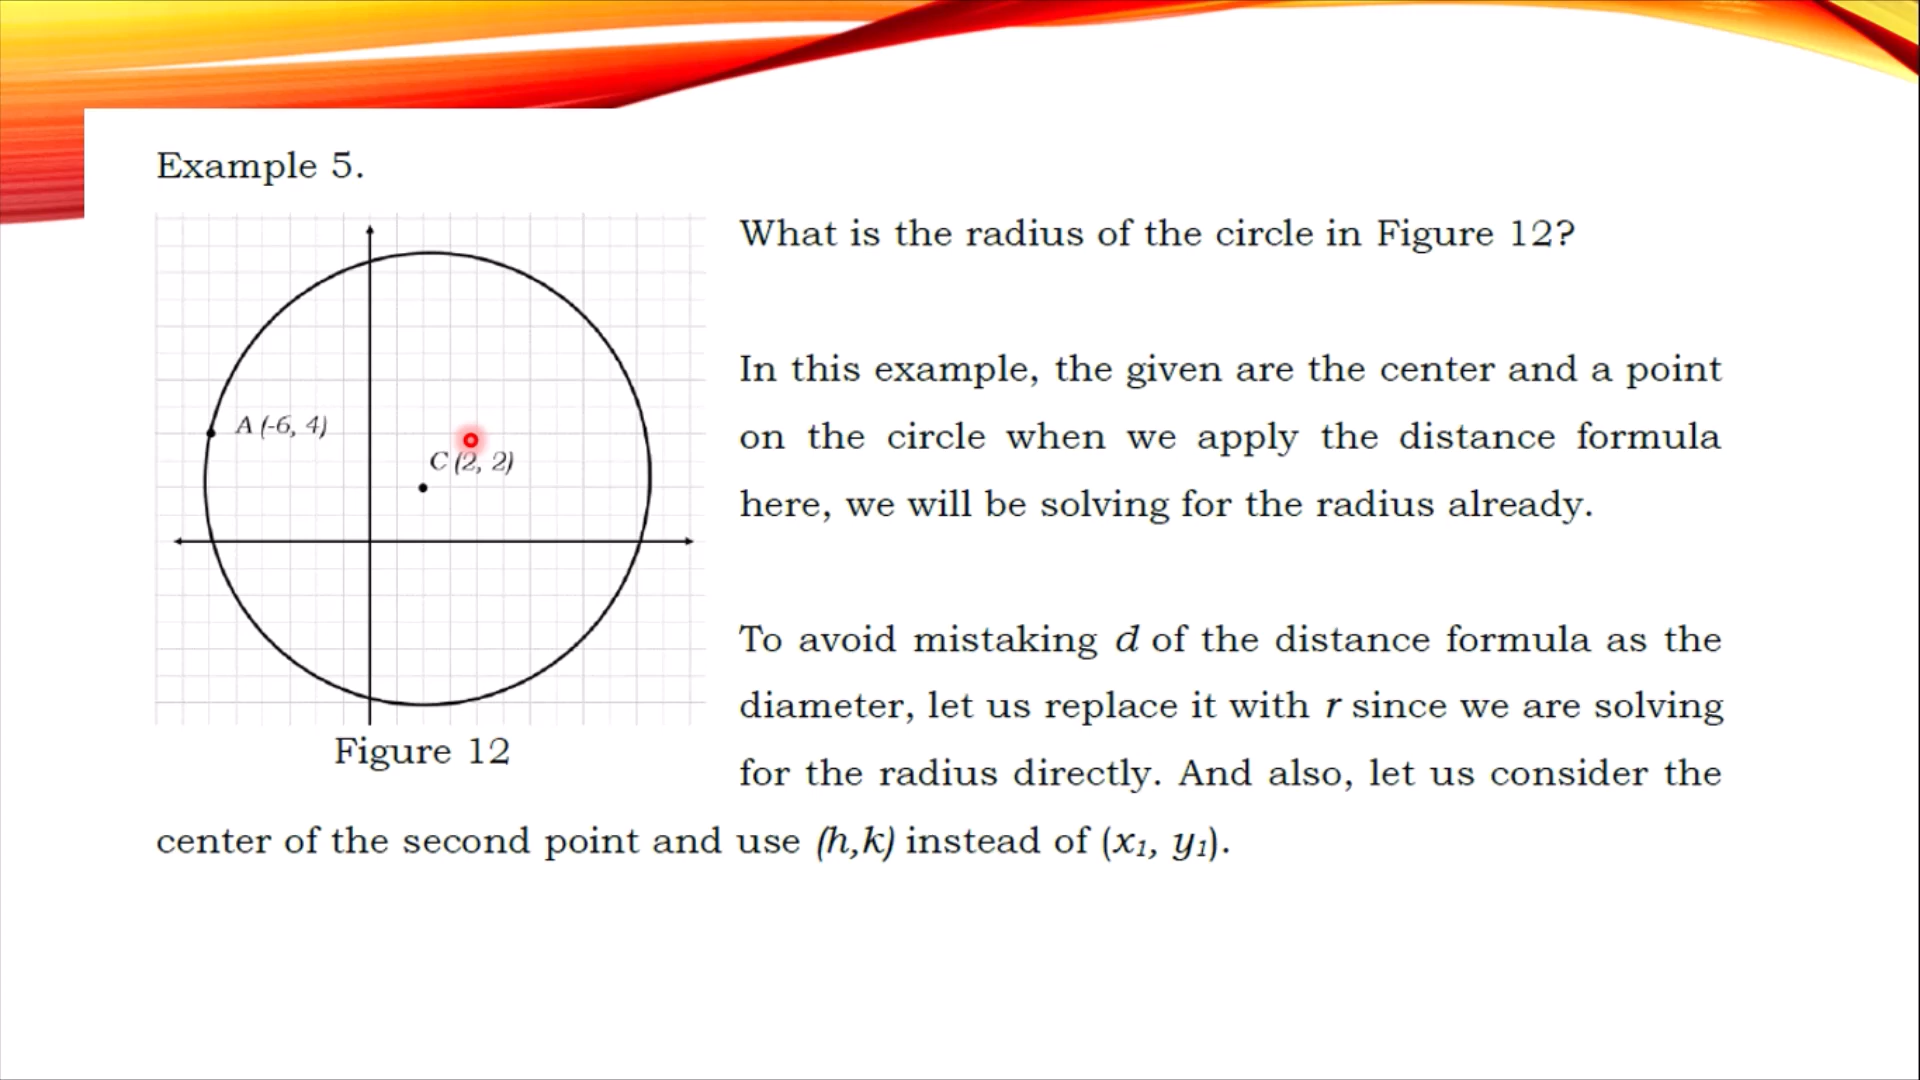 Example 5.
What is the radius of the circle in Figure 12?
A (-6, 4)
C (2, 2)
Figure 12
In this example, the given are the center and a point
on the circle when we apply the distance formula
here, we will be solving for the radius already.
To avoid mistaking d of the distance formula as the
diameter, let us replace it with r since we are solving
for the radius directly. And also, let us consider the
center of the second point and use (h,k) instead of (x₁, y₁).